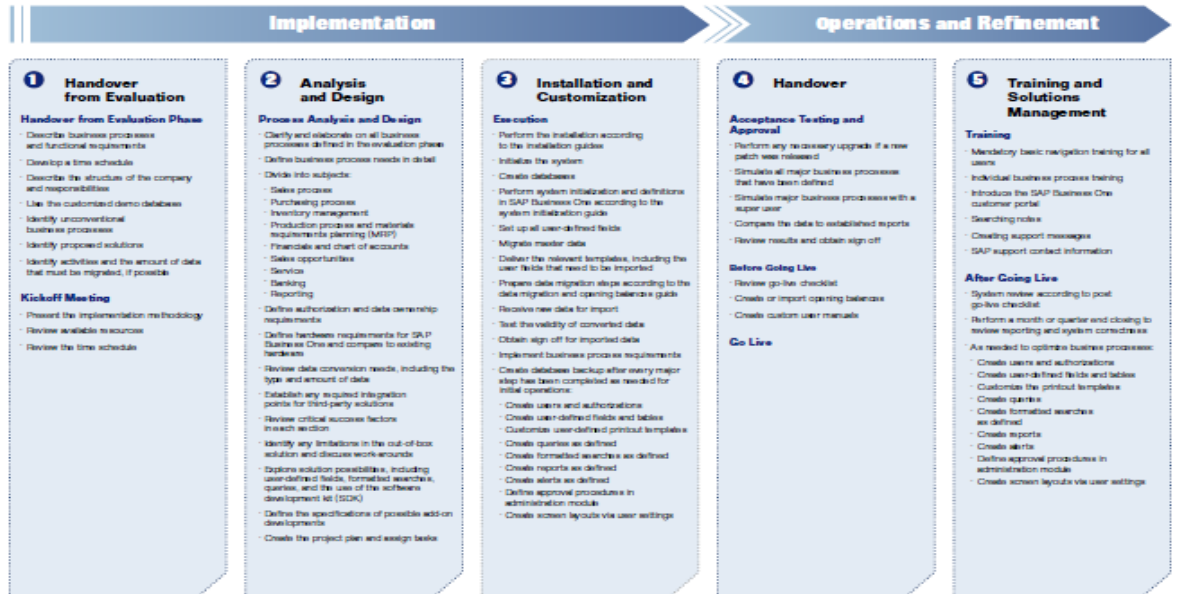 Implementation
Operations and Refinement
1
Handover
from Evaluation
Handover from Evaluation Phase
- Describe business processes
and functional requirements
- Develop a time schedule
- Describe the structure of the company
and responsibilities
- Use the customized demo database
- Identify unconventional
business processes
- Identify proposed solutions
- Identify activities and the amount of data
that must be migrated, if possible
Kickoff Meeting
- Present the implementation methodology
- Review available resources
- Review the time schedule
2
Analysis
and Design
Process Analysis and Design
- Clarify and elaborate on all business
processes defined in the evaluation phase
- Define business process needs in detail
- Divide into subjects:
- Sales process
- Purchasing process
- Inventory management
- Production process and materials
requirements planning (MRP)
- Financials and chart of accounts
- Sales opportunities
- Service
- Banking
- Reporting
- Define authorization and data ownership
requirements
- Define hardware requirements for SAP
Business One and compare to existing
hardware
- Review data conversion needs, including the
type and amount of data
- Establish any required integration
points for third-party solutions
- Review critical success factors
in each section
- Identify any limitations in the out-of-box
solution and discuss work-arounds
- Explore solution possibilities, including
user-defined fields, formatted searches,
queries, and the use of the software
development kit (SDK)
- Define the specifications of possible add-on
developments
- Create the project plan and assign tasks
3
Installation and
Customization
Execution
- Perform the installation according
to the installation guides
- Initialize the system
- Create databases
- Perform system initialization and definitions
in SAP Business One according to the
system initialization guide
- Set up all user-defined fields
- Migrate master data
- Deliver the relevant templates, including the
user fields that need to be imported
- Prepare data migration steps according to the
data migration and opening balances guide
- Receive new data for import
- Test the validity of converted data
- Obtain sign off for imported data
- Implement business process requirements
- Create database backup after every major
step has been completed as needed for
initial operations:
- Create users and authorizations
- Create user-defined fields and tables
- Customize user-defined printout templates
- Create queries as defined
- Create formatted searches as defined
- Create reports as defined
- Create alerts as defined
- Define approval procedures in
administration module
- Create screen layouts via user settings
4
Handover
Acceptance Testing and
Approval
- Perform any necessary upgrade if a new
patch was released
- Simulate all major business processes
that have been defined
- Simulate major business processes with a
super user
- Compare the data to established reports
- Review results and obtain sign off
Before Going Live
- Review go-live checklist
- Create or import opening balances
- Create custom user manuals
Go Live
5
Training and
Solutions
Management
Training
- Mandatory basic navigation training for all
users
- Individual business process training
- Introduce the SAP Business One
customer portal
- Searching notes
- Creating support messages
- SAP support contact information
After Going Live
- System review according to post
go-live checklist
- Perform a month or quarter end closing to
review reporting and system correctness
- As needed to optimize business processes:
- Create users and authorizations
- Create user-defined fields and tables
- Customize the printout templates
- Create queries
- Create formatted searches
as defined
- Create reports
- Create alerts
- Define approval procedures in
administration module
- Create screen layouts via user settings